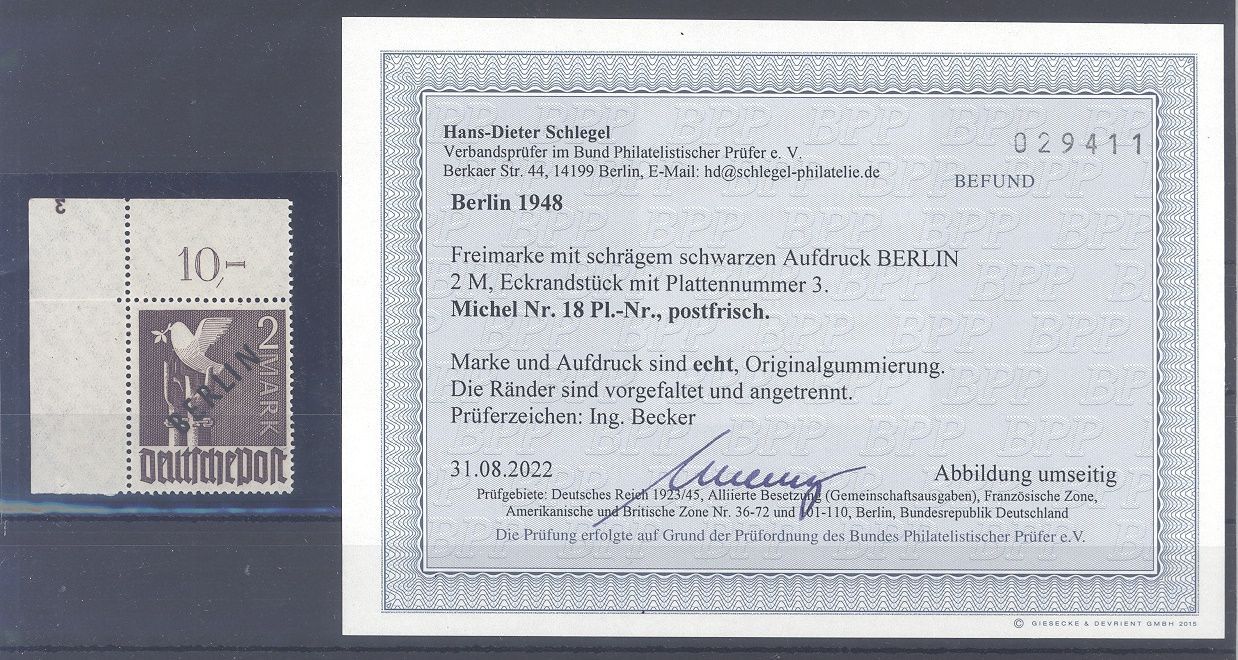 3
10,-
2
MARK
BERLIN
Deutsche Post
Hans-Dieter Schlegel
Verbandsprüfer im Bund Philatelistischer Prüfer e. V.
Berkaer Str. 44, 14199 Berlin, E-Mail: hd@schlegel-philatelie.de
029411
BEFUND
Berlin 1948
Freimarke mit schrägem schwarzen Aufdruck BERLIN
2 M, Eckrandstück mit Plattennummer 3.
Michel Nr. 18 Pl.-Nr., postfrisch.
Marke und Aufdruck sind echt, Originalgummierung.
Die Ränder sind vorgefaltet und angetrennt.
Prüferzeichen: Ing. Becker
31.08.2022
Abbildung umseitig
Prüfgebiete: Deutsches Reich 1923/45, Alliierte Besetzung (Gemeinschaftsausgaben), Französische Zone,
Amerikanische und Britische Zone Nr. 36-72 und 101-110, Berlin, Bundesrepublik Deutschland
Die Prüfung erfolgte auf Grund der Prüfordnung des Bundes Philatelistischer Prüfer e.V.
© GIESECKE & DEVRIENT GMBH 2015